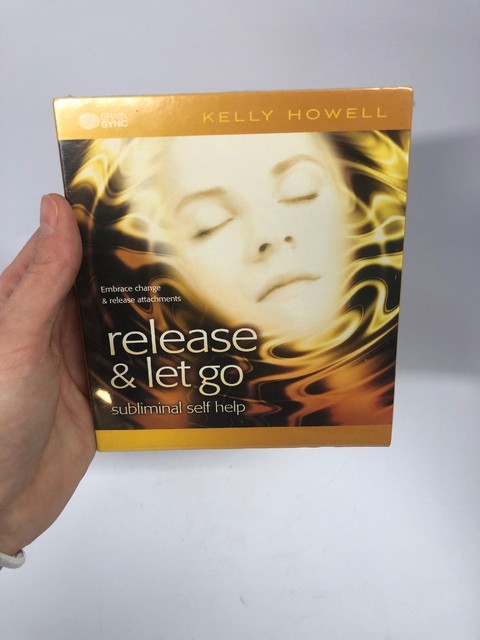 BRAIN
SYNC
KELLY HOWELL
Embrace change
& release attachments
release
& let go
subliminal self help